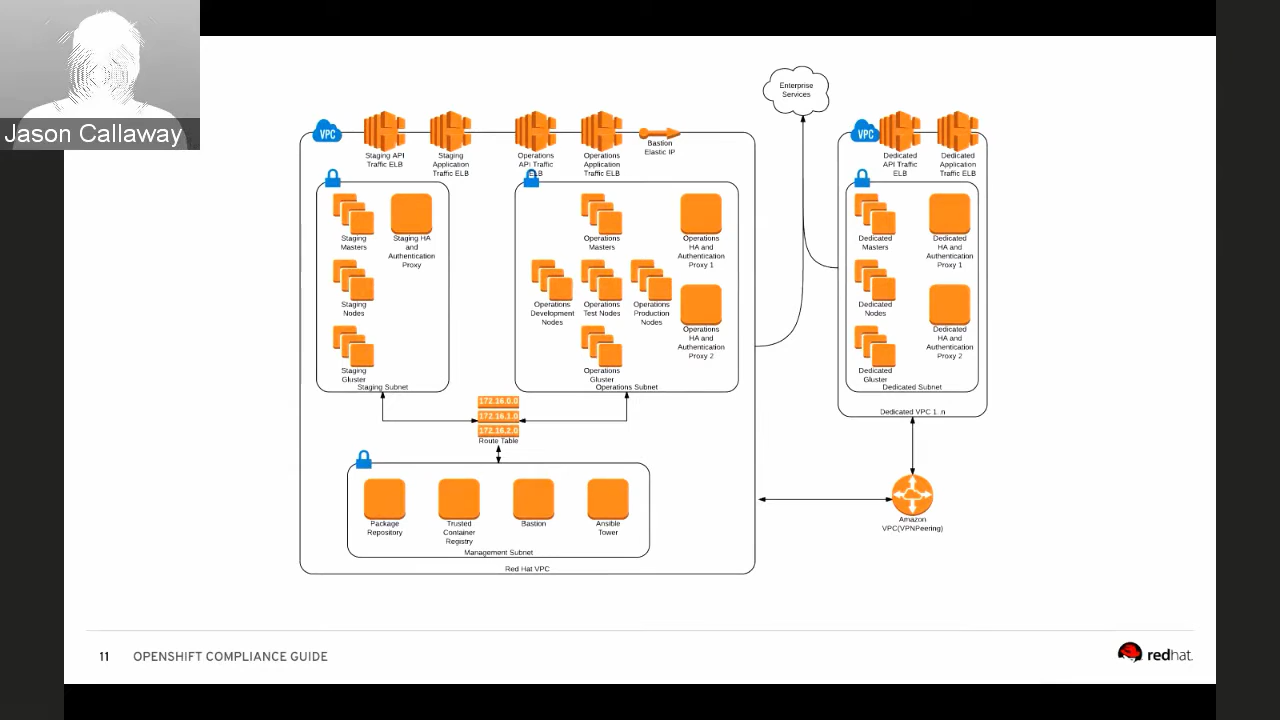 Jason Callaway
Enterprise
Services
VPC
Staging API
Traffic ELB
Staging
Application
Traffic ELB
Operations
API Traffic
ELB
Operations
Application
Traffic ELB
Bastion
Elastic IP
VPC
Dedicated
API Traffic
ELB
Dedicated
Application
Traffic ELB
Staging
Masters
Staging HA
and
Authentication
Proxy
Staging
Nodes
Staging
Gluster
Staging Subnet
Operations
Masters
Operations
HA and
Authentication
Proxy 1
Operations
Development
Nodes
Operations
Test Nodes
Operations
Production
Nodes
Operations
HA and
Authentication
Proxy 2
Operations
Gluster
Operations Subnet
Dedicated
Masters
Dedicated
HA and
Authentication
Proxy 1
Dedicated
Nodes
Dedicated
HA and
Authentication
Proxy 2
Dedicated
Gluster
Dedicated Subnet
Dedicated VPC 1..n
172.16.0.0
172.16.1.0
172.16.2.0
Route Table
Package
Repository
Trusted
Container
Registry
Bastion
Ansible
Tower
Management Subnet
Red Hat VPC
Amazon
VPC(VPNPeering)
11 OPENSHIFT COMPLIANCE GUIDE
redhat.